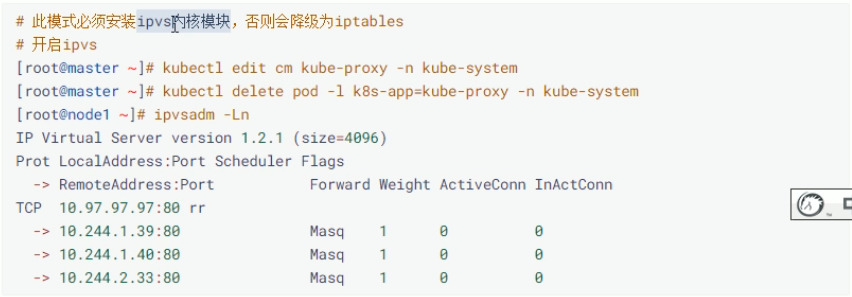 # 此模式必须安装ipvs内核模块，否则会降级为iptables
# 开启ipvs
[root@master ~]# kubectl edit cm kube-proxy -n kube-system
[root@master ~]# kubectl delete pod -l k8s-app=kube-proxy -n kube-system
[root@node1 ~]# ipvsadm -Ln
IP Virtual Server version 1.2.1 (size=4096)
Prot LocalAddress:Port Scheduler Flags
  -> RemoteAddress:Port           Forward Weight ActiveConn InActConn
TCP  10.97.97.97:80 rr
  -> 10.244.1.39:80               Masq    1      0          0
  -> 10.244.1.40:80               Masq    1      0          0
  -> 10.244.2.33:80               Masq    1      0          0